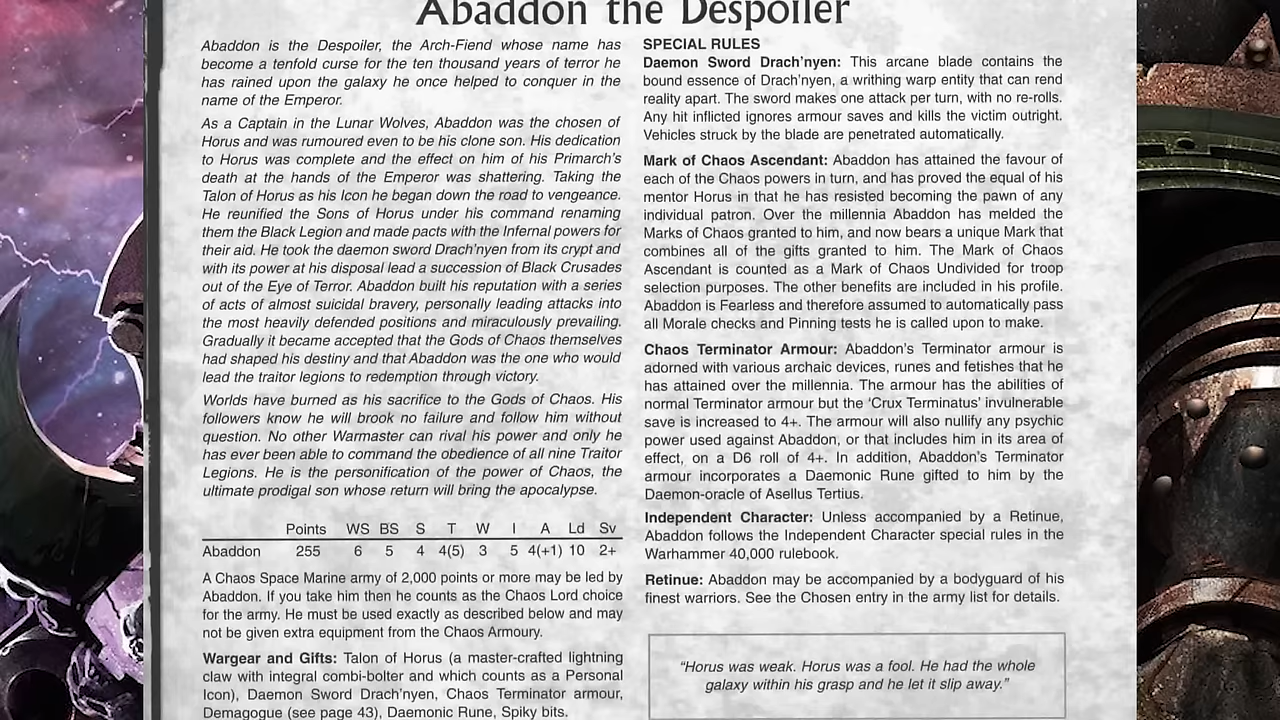 Abaddon the Despoiler
Abaddon is the Despoiler, the Arch-Fiend whose name has
become a tenfold curse for the ten thousand years of terror he
has rained upon the galaxy he once helped to conquer in the
name of the Emperor.
As a Captain in the Lunar Wolves, Abaddon was the chosen of
Horus and was rumoured even to be his clone son. His dedication
to Horus was complete and the effect on him of his Primarch's
death at the hands of the Emperor was shattering. Taking the
Talon of Horus as his Icon he began down the road to vengeance.
He reunified the Sons of Horus under his command renaming
them the Black Legion and made pacts with the Infernal powers for
their aid. He took the daemon sword Drach'nyen from its crypt and
with its power at his disposal lead a succession of Black Crusades
out of the Eye of Terror. Abaddon built his reputation with a series
of acts of almost suicidal bravery, personally leading attacks into
the most heavily defended positions and miraculously prevailing.
Gradually it became accepted that the Gods of Chaos themselves
had shaped his destiny and that Abaddon was the one who would
lead the traitor legions to redemption through victory.
Worlds have burned as his sacrifice to the Gods of Chaos. His
followers know he will brook no failure and follow him without
question. No other Warmaster can rival his power and only he
has ever been able to command the obedience of all nine Traitor
Legions. He is the personification of the power of Chaos, the
ultimate prodigal son whose return will bring the apocalypse.
Points WS BS S T W I A Ld Sv
Abaddon 255 6 5 4 4(5) 3 5 4(+1) 10 2+
A Chaos Space Marine army of 2,000 points or more may be led by
Abaddon. If you take him then he counts as the Chaos Lord choice
for the army. He must be used exactly as described below and may
not be given extra equipment from the Chaos Armoury.
Wargear and Gifts: Talon of Horus (a master-crafted lightning
claw with integral combi-bolter and which counts as a Personal
Icon), Daemon Sword Drach'nyen, Chaos Terminator armour,
Demagogue (see page 43), Daemonic Rune, Spiky bits.
SPECIAL RULES
Daemon Sword Drach'nyen: This arcane blade contains the
bound essence of Drach'nyen, a writhing warp entity that can rend
reality apart. The sword makes one attack per turn, with no re-rolls.
Any hit inflicted ignores armour saves and kills the victim outright.
Vehicles struck by the blade are penetrated automatically.
Mark of Chaos Ascendant: Abaddon has attained the favour of
each of the Chaos powers in turn, and has proved the equal of his
mentor Horus in that he has resisted becoming the pawn of any
individual patron. Over the millennia Abaddon has melded the
Marks of Chaos granted to him, and now bears a unique Mark that
combines all of the gifts granted to him. The Mark of Chaos
Ascendant is counted as a Mark of Chaos Undivided for troop
selection purposes. The other benefits are included in his profile.
Abaddon is Fearless and therefore assumed to automatically pass
all Morale checks and Pinning tests he is called upon to make.
Chaos Terminator Armour: Abaddon's Terminator armour is
adorned with various archaic devices, runes and fetishes that he
has attained over the millennia. The armour has the abilities of
normal Terminator armour but the 'Crux Terminatus' invulnerable
save is increased to 4+. The armour will also nullify any psychic
power used against Abaddon, or that includes him in its area of
effect, on a D6 roll of 4+. In addition, Abaddon's Terminator
armour incorporates a Daemonic Rune gifted to him by the
Daemon-oracle of Asellus Tertius.
Independent Character: Unless accompanied by a Retinue,
Abaddon follows the Independent Character special rules in the
Warhammer 40,000 rulebook.
Retinue: Abaddon may be accompanied by a bodyguard of his
finest warriors. See the Chosen entry in the army list for details.
"Horus was weak. Horus was a fool. He had the whole
galaxy within his grasp and he let it slip away."